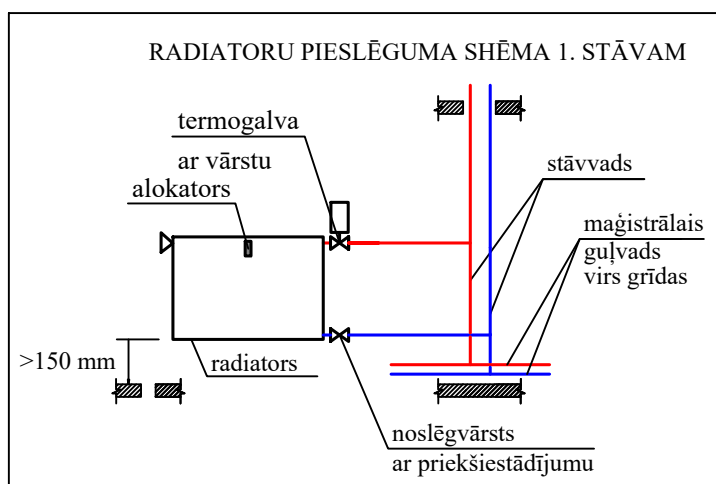 RADIATORU PIESLĒGUMA SHĒMA 1. STĀVAM
termogalva
ar vārstu
alokators
stāvvads
maģistrālais
guļvads
virs grīdas
>150 mm
radiators
noslēgvārsts
ar priekšiestādījumu